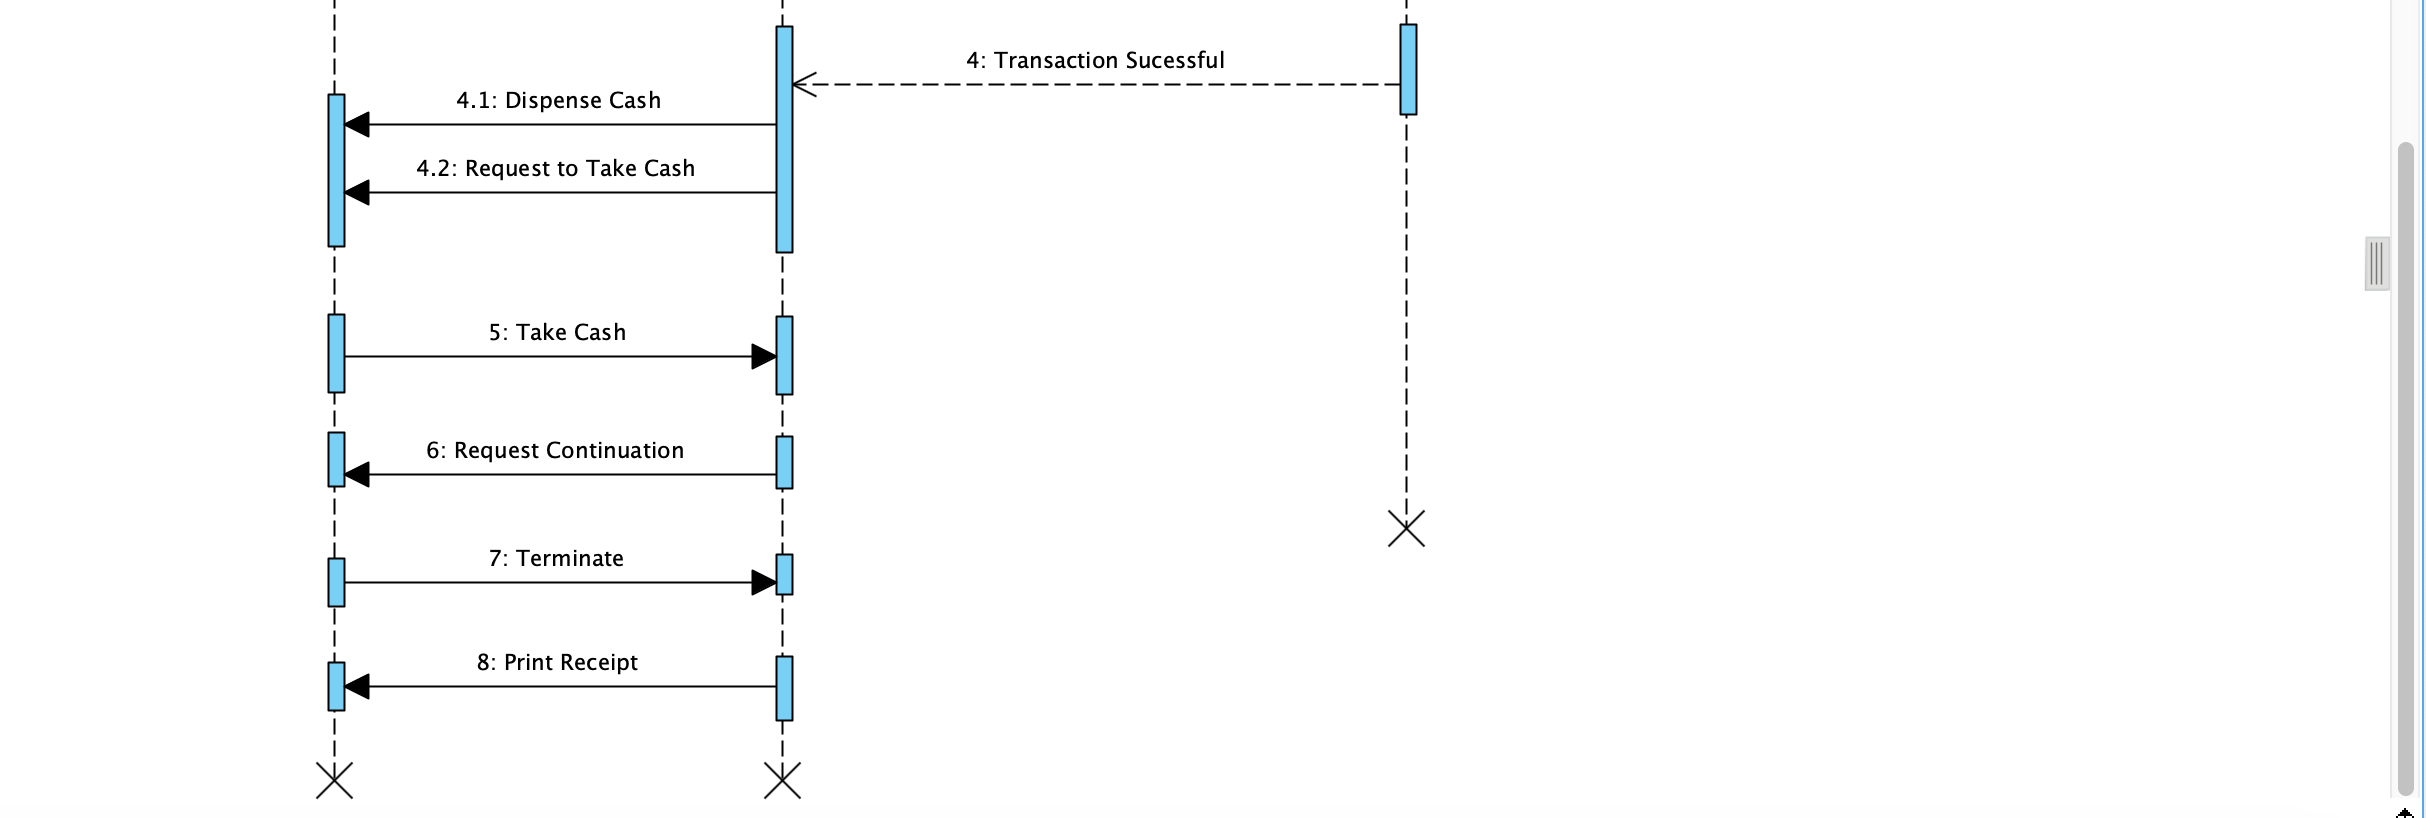 4: Transaction Sucessful
4.1: Dispense Cash
4.2: Request to Take Cash
5: Take Cash
6: Request Continuation
7: Terminate
8: Print Receipt